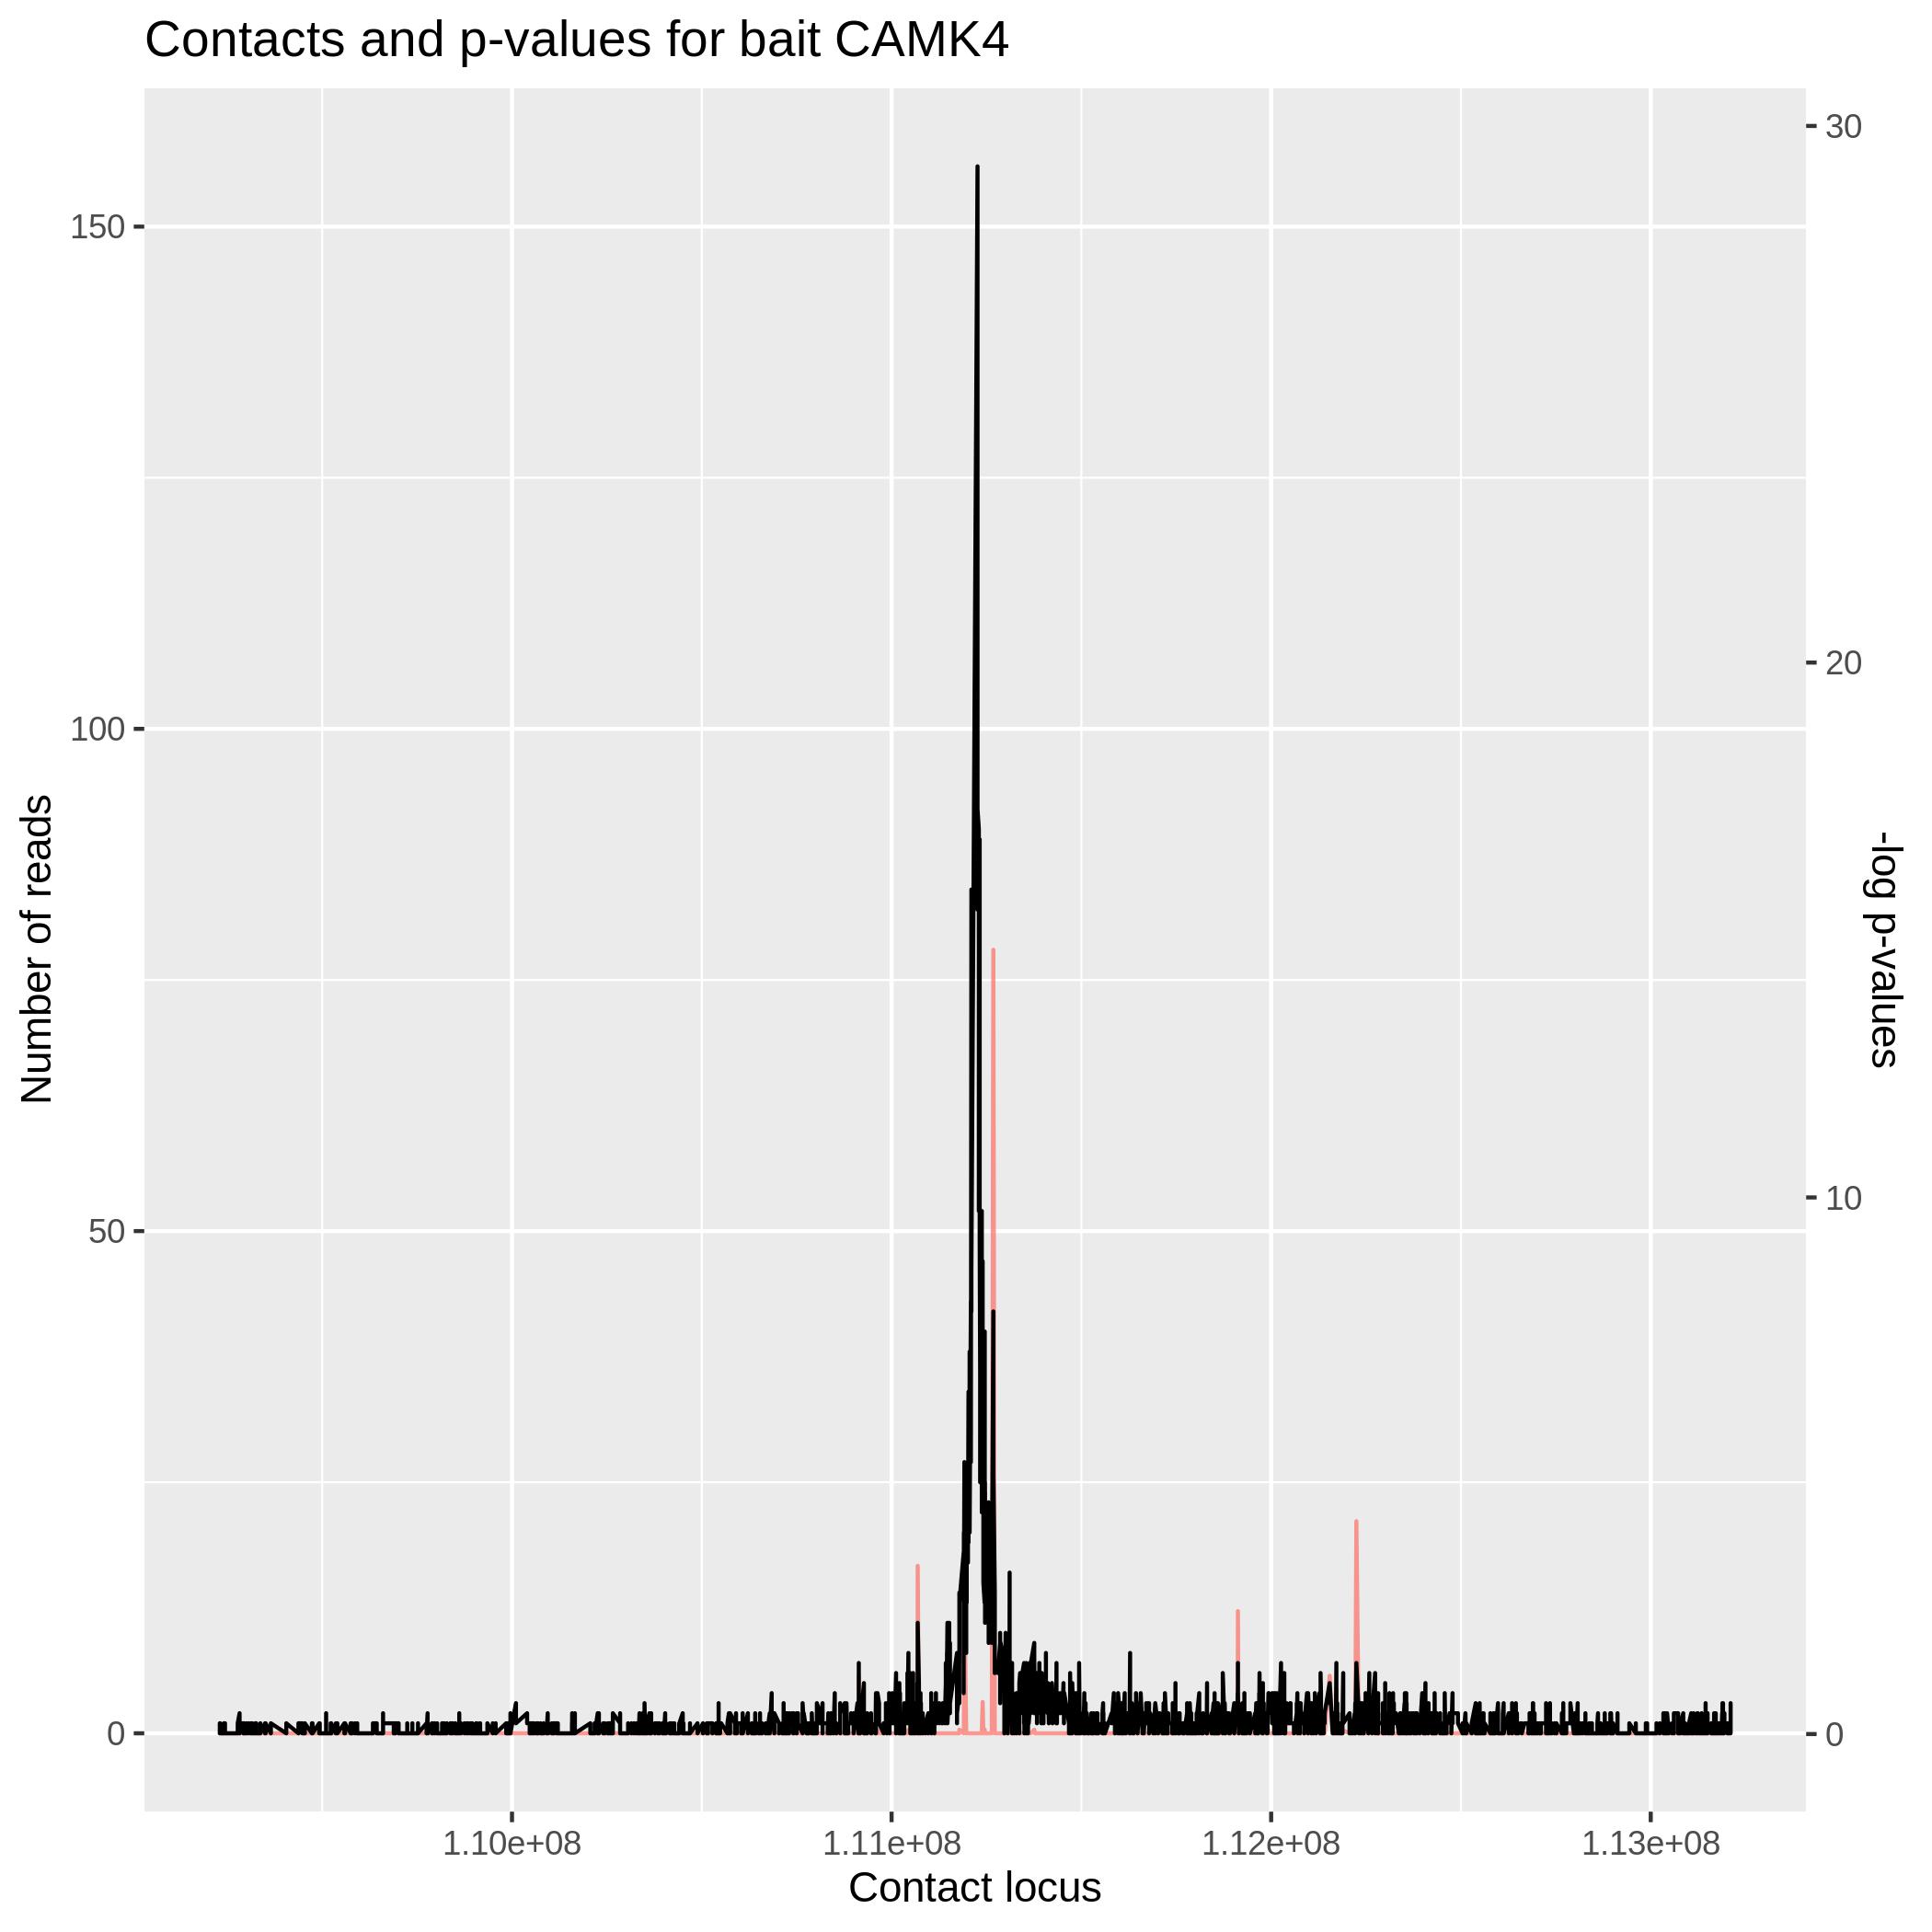 Contacts and p-values for bait CAMK4
30
150
20
100
Number of reads
-log p-values
10
50
0
0
1.10e+08
1.11e+08
1.12e+08
1.13e+08
Contact locus